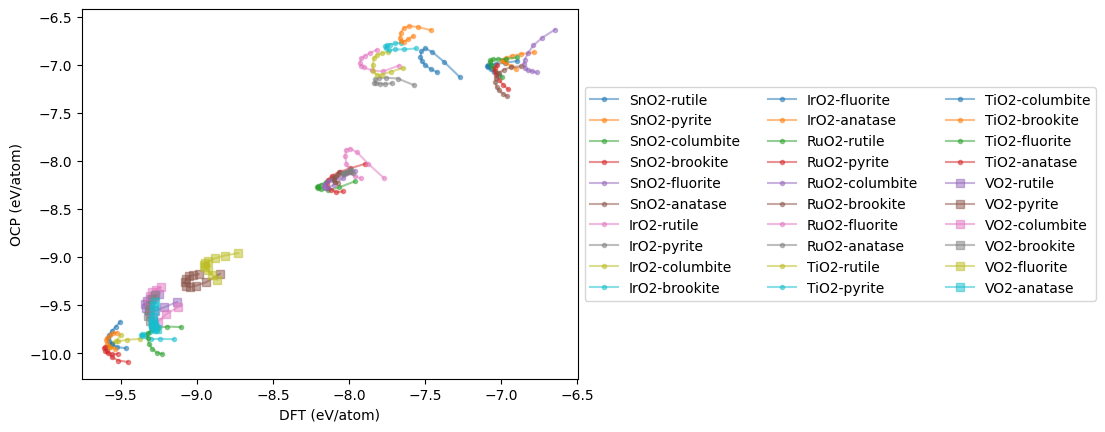 −6.5
−7.0
−7.5
−8.0
−8.5
−9.0
−9.5
−10.0
OCP (eV/atom)
−9.5 −9.0 −8.5 −8.0 −7.5 −7.0 −6.5
DFT (eV/atom)
SnO2-rutile IrO2-fluorite TiO2-columbite
SnO2-pyrite IrO2-anatase TiO2-brookite
SnO2-columbite RuO2-rutile TiO2-fluorite
SnO2-brookite RuO2-pyrite TiO2-anatase
SnO2-fluorite RuO2-columbite VO2-rutile
SnO2-anatase RuO2-brookite VO2-pyrite
IrO2-rutile RuO2-fluorite VO2-columbite
IrO2-pyrite RuO2-anatase VO2-brookite
IrO2-columbite TiO2-rutile VO2-fluorite
IrO2-brookite TiO2-pyrite VO2-anatase